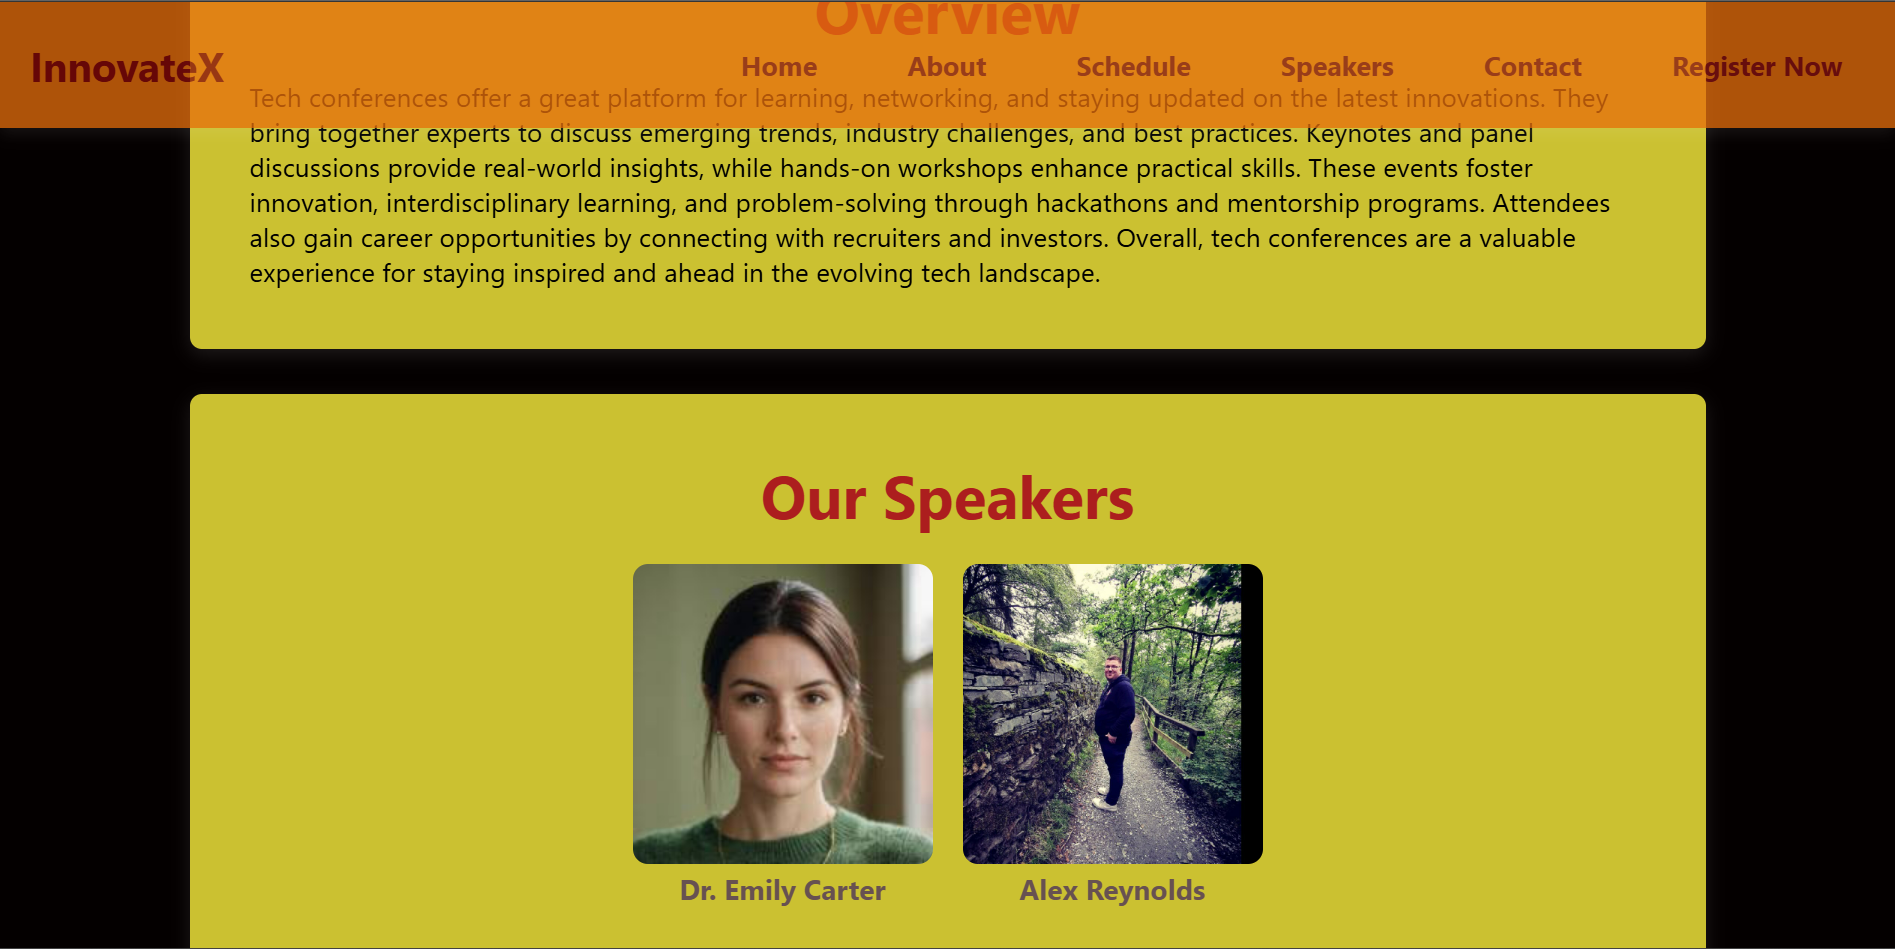 Overview
InnovateX
Home About Schedule Speakers Contact Register Now
Tech conferences offer a great platform for learning, networking, and staying updated on the latest innovations. They
bring together experts to discuss emerging trends, industry challenges, and best practices. Keynotes and panel
discussions provide real-world insights, while hands-on workshops enhance practical skills. These events foster
innovation, interdisciplinary learning, and problem-solving through hackathons and mentorship programs. Attendees
also gain career opportunities by connecting with recruiters and investors. Overall, tech conferences are a valuable
experience for staying inspired and ahead in the evolving tech landscape.
Our Speakers
Dr. Emily Carter
Alex Reynolds